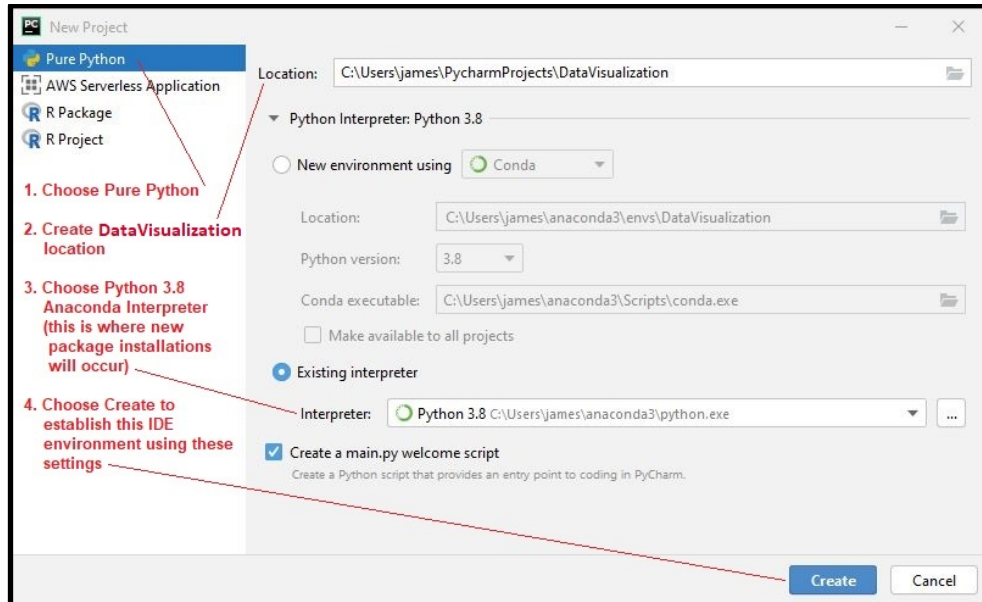 PC New Project
Pure Python
AWS Serverless Application
R R Package
R R Project
1. Choose Pure Python
2. Create DataVisualization
location
3. Choose Python 3.8
Anaconda Interpreter
(this is where new
package installations
will occur)
4. Choose Create to
establish this IDE
environment using these
settings
Location: C:\Users\james\PycharmProjects\DataVisualization
Python Interpreter: Python 3.8
New environment using Conda
Location: C:\Users\james\anaconda3\envs\DataVisualization
Python version: 3.8
Conda executable: C:\Users\james\anaconda3\Scripts\conda.exe
Make available to all projects
Existing interpreter
Interpreter: Python 3.8 C:\Users\james\anaconda3\python.exe ...
Create a main.py welcome script
Create a Python script that provides an entry point to coding in PyCharm.
Create Cancel